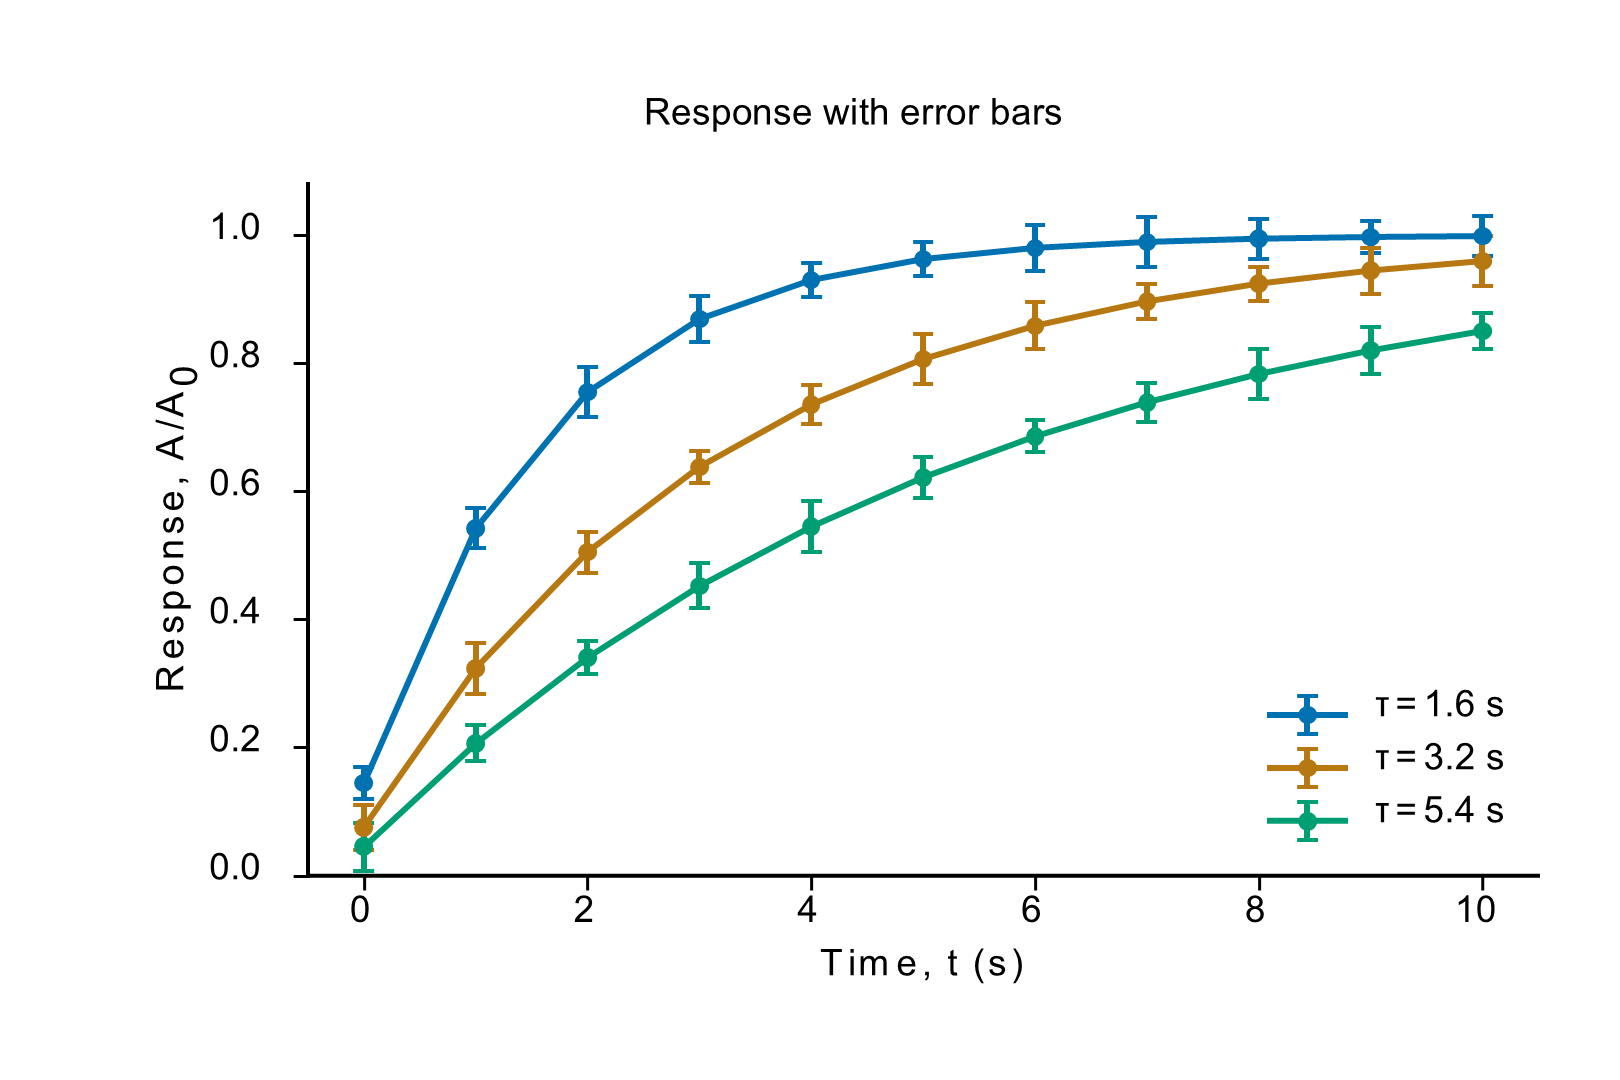 Response with error bars
1.0
0.8
0.6
0.4
0.2
0.0
Response, A/A0
0 2 4 6 8 10
Time, t (s)
τ = 1.6 s
τ = 3.2 s
τ = 5.4 s